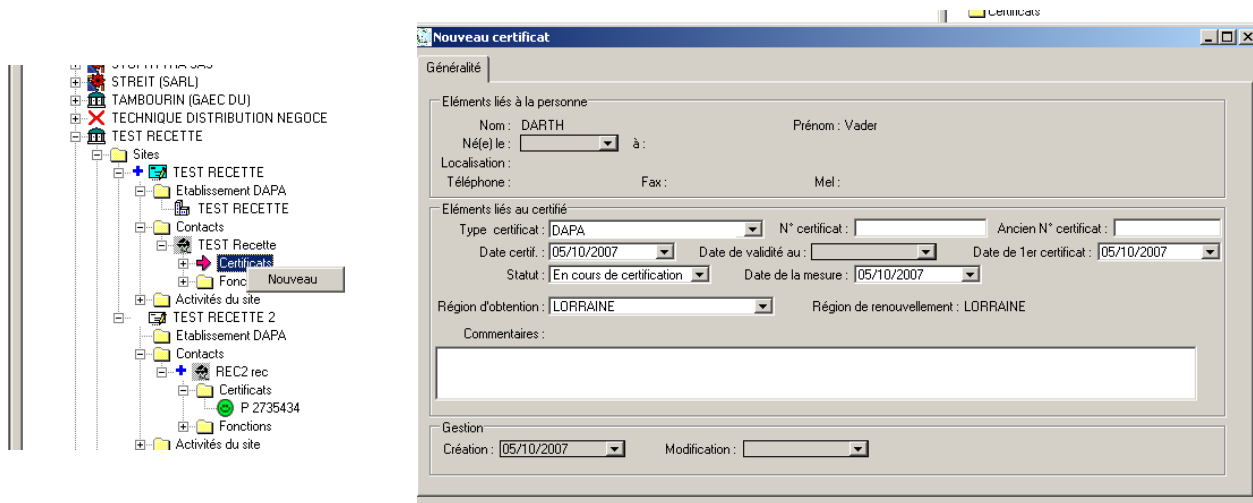 STREIT (SARL)
TAMBOURIN (GAEC DU)
TECHNIQUE DISTRIBUTION NEGOCE
TEST RECETTE
Sites
TEST RECETTE
Etablissement DAPA
TEST RECETTE
Contacts
TEST Recette
Certificats
Nouveau
Fonc
Activités du site
TEST RECETTE 2
Etablissement DAPA
Contacts
REC2 rec
Certificats
P 2735434
Fonctions
Activités du site
Certificats
Nouveau certificat
Généralité
Eléments liés à la personne
Nom : DARTH Prénom : Vader
Né(e) le : à :
Localisation :
Téléphone : Fax : Mel :
Eléments liés au certifié
Type certificat : DAPA N° certificat : Ancien N° certificat :
Date certif. : 05/10/2007 Date de validité au : Date de 1er certificat : 05/10/2007
Statut : En cours de certification Date de la mesure : 05/10/2007
Région d'obtention : LORRAINE Région de renouvellement : LORRAINE
Commentaires :
Gestion
Création : 05/10/2007 Modification :